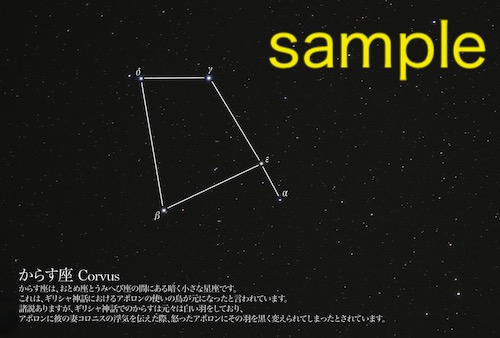 sample
δ
γ
ε
α
β
からす座 Corvus
からす座は、おとめ座とうみへび座の間にある暗く小さな星座です。
これは、ギリシャ神話におけるアポロンの使いの鳥が元になったと言われています。
諸説ありますが、ギリシャ神話でのからすは元々は白い羽をしており、
アポロンに彼の妻コロニスの浮気を伝えた際、怒ったアポロンにその羽を黒く変えられてしまったとされています。